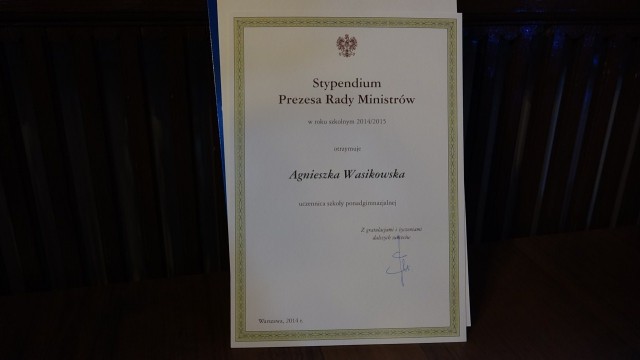 Stypendium
Prezesa Rady Ministrów
w roku szkolnym 2014/2015
otrzymuje
Agnieszka Wasikowska
uczennica szkoły ponadgimnazjalnej
Z gratulacjami i życzeniami
dalszych sukcesów
Warszawa, 2014 r.